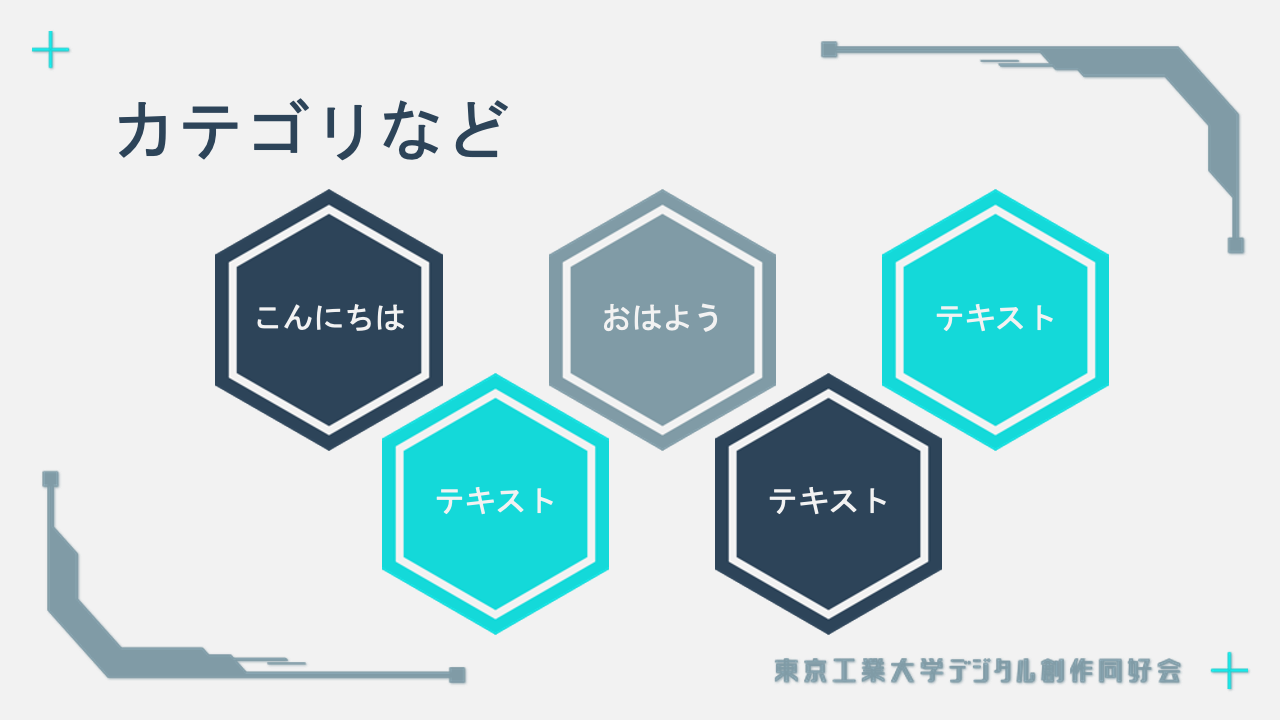 カテゴリなど
こんにちは
おはよう
テキスト
テキスト
テキスト
東京工業大学デジタル創作同好会